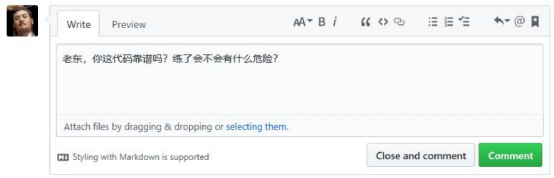 Write Preview AA B i
老东，你这代码靠谱吗？练了会不会有什么危险？
Attach files by dragging & dropping or selecting them.
Styling with Markdown is supported
Close and comment Comment